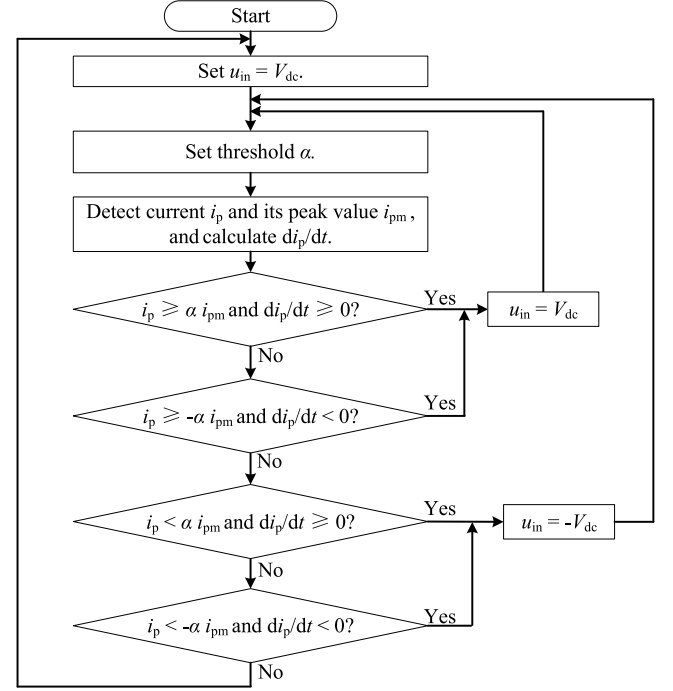 Start
Set u_in = V_dc.
Set threshold α.
Detect current i_p and its peak value i_pm ,
and calculate di_p/dt.
i_p ⩾ α i_pm and di_p/dt ⩾ 0?
Yes
u_in = V_dc
No
i_p ⩾ -α i_pm and di_p/dt < 0?
Yes
No
i_p < α i_pm and di_p/dt ⩾ 0?
Yes
u_in = -V_dc
No
i_p < -α i_pm and di_p/dt < 0?
Yes
No